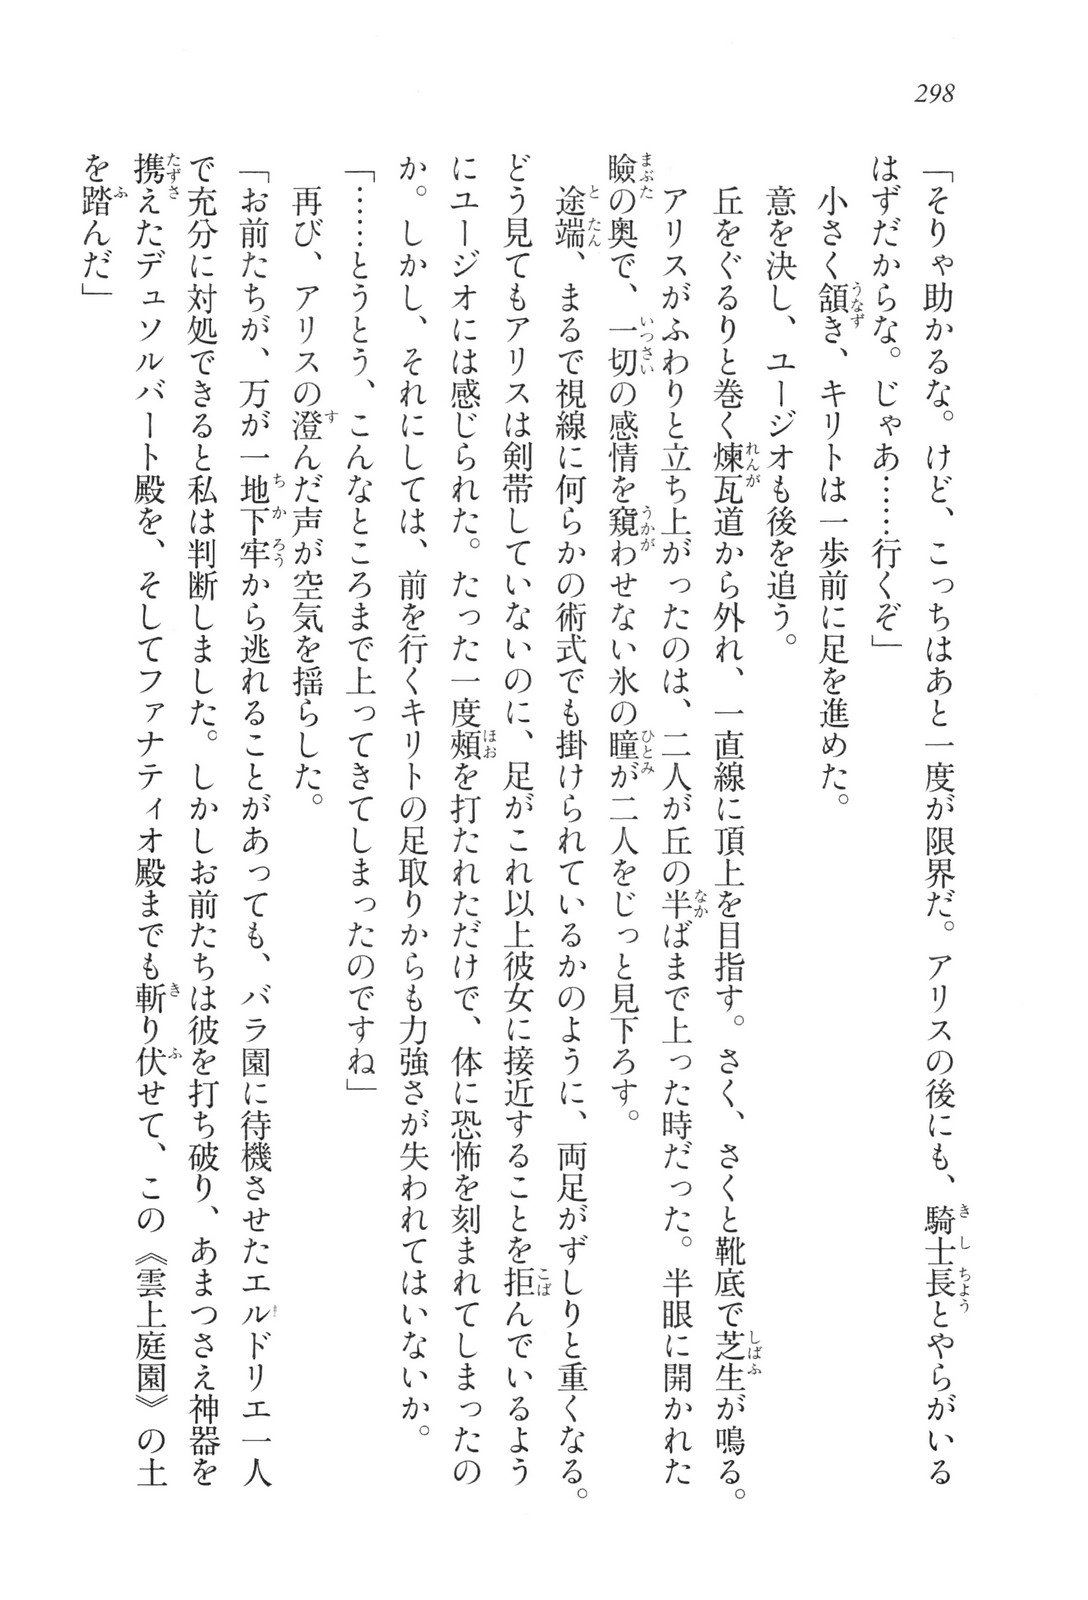 298
「そりゃ助かるな。けど、こっちはあと一度が限界だ。アリスの後にも、騎士長とやらがいる
はずだからな。じゃあ……行くぞ」
小さく頷き、キリトは一歩前に足を進めた。
意を決し、ユージオも後を追う。
丘をぐるりと巻く煉瓦道から外れ、一直線に頂上を目指す。さく、さくと靴底で芝生が鳴る。
アリスがふわりと立ち上がったのは、二人が丘の半ばまで上った時だった。半眼に開かれた
瞼の奥で、一切の感情を窺わせない氷の瞳が二人をじっと見下ろす。
途端、まるで視線に何らかの術式でも掛けられているかのように、両足がずしりと重くなる。
どう見てもアリスは剣帯していないのに、足がこれ以上彼女に接近することを拒んでいるよう
にユージオには感じられた。たった一度頰を打たれただけで、体に恐怖を刻まれてしまったの
か。しかし、それにしては、前を行くキリトの足取りからも力強さが失われてはいないか。
「……とうとう、こんなところまで上ってきてしまったのですね」
再び、アリスの澄んだ声が空気を揺らした。
「お前たちが、万が一地下牢から逃れることがあっても、バラ園に待機させたエルドリエ一人
で充分に対処できると私は判断しました。しかしお前たちは彼を打ち破り、あまつさえ神器を
携えたデュソルバート殿を、そしてファナティオ殿までも斬り伏せて、この《雲上庭園》の土
を踏んだ」